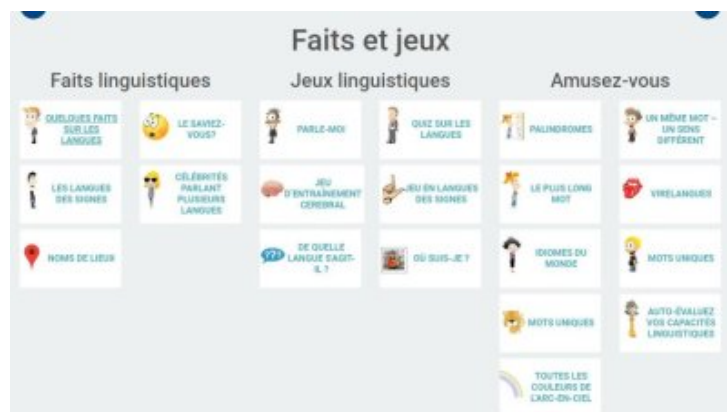 Faits et jeux
Faits linguistiques
QUELQUES FAITS
SUR LES
LANGUES
LE SAVIEZ-
VOUS?
LES LANGUES
DES SIGNES
CÉLÉBRITÉS
PARLANT
PLUSIEURS
LANGUES
NOMS DE LIEUX
Jeux linguistiques
PARLE-MOI
QUIZ SUR LES
LANGUES
JEU
D'ENTRAÎNEMENT
CEREBRAL
JEU EN LANGUES
DES SIGNES
???
DE QUELLE
LANGUE S'AGIT-
IL ?
OÙ SUIS-JE ?
Amusez-vous
PALINDROMES
UN MÊME MOT –
UN SENS
DIFFÉRENT
LE PLUS LONG
MOT
VIRELANGUES
IDIOMES DU
MONDE
MOTS UNIQUES
MOTS UNIQUES
AUTO-ÉVALUEZ
VOS CAPACITÉS
LINGUISTIQUES
TOUTES LES
COULEURS DE
L'ARC-EN-CIEL